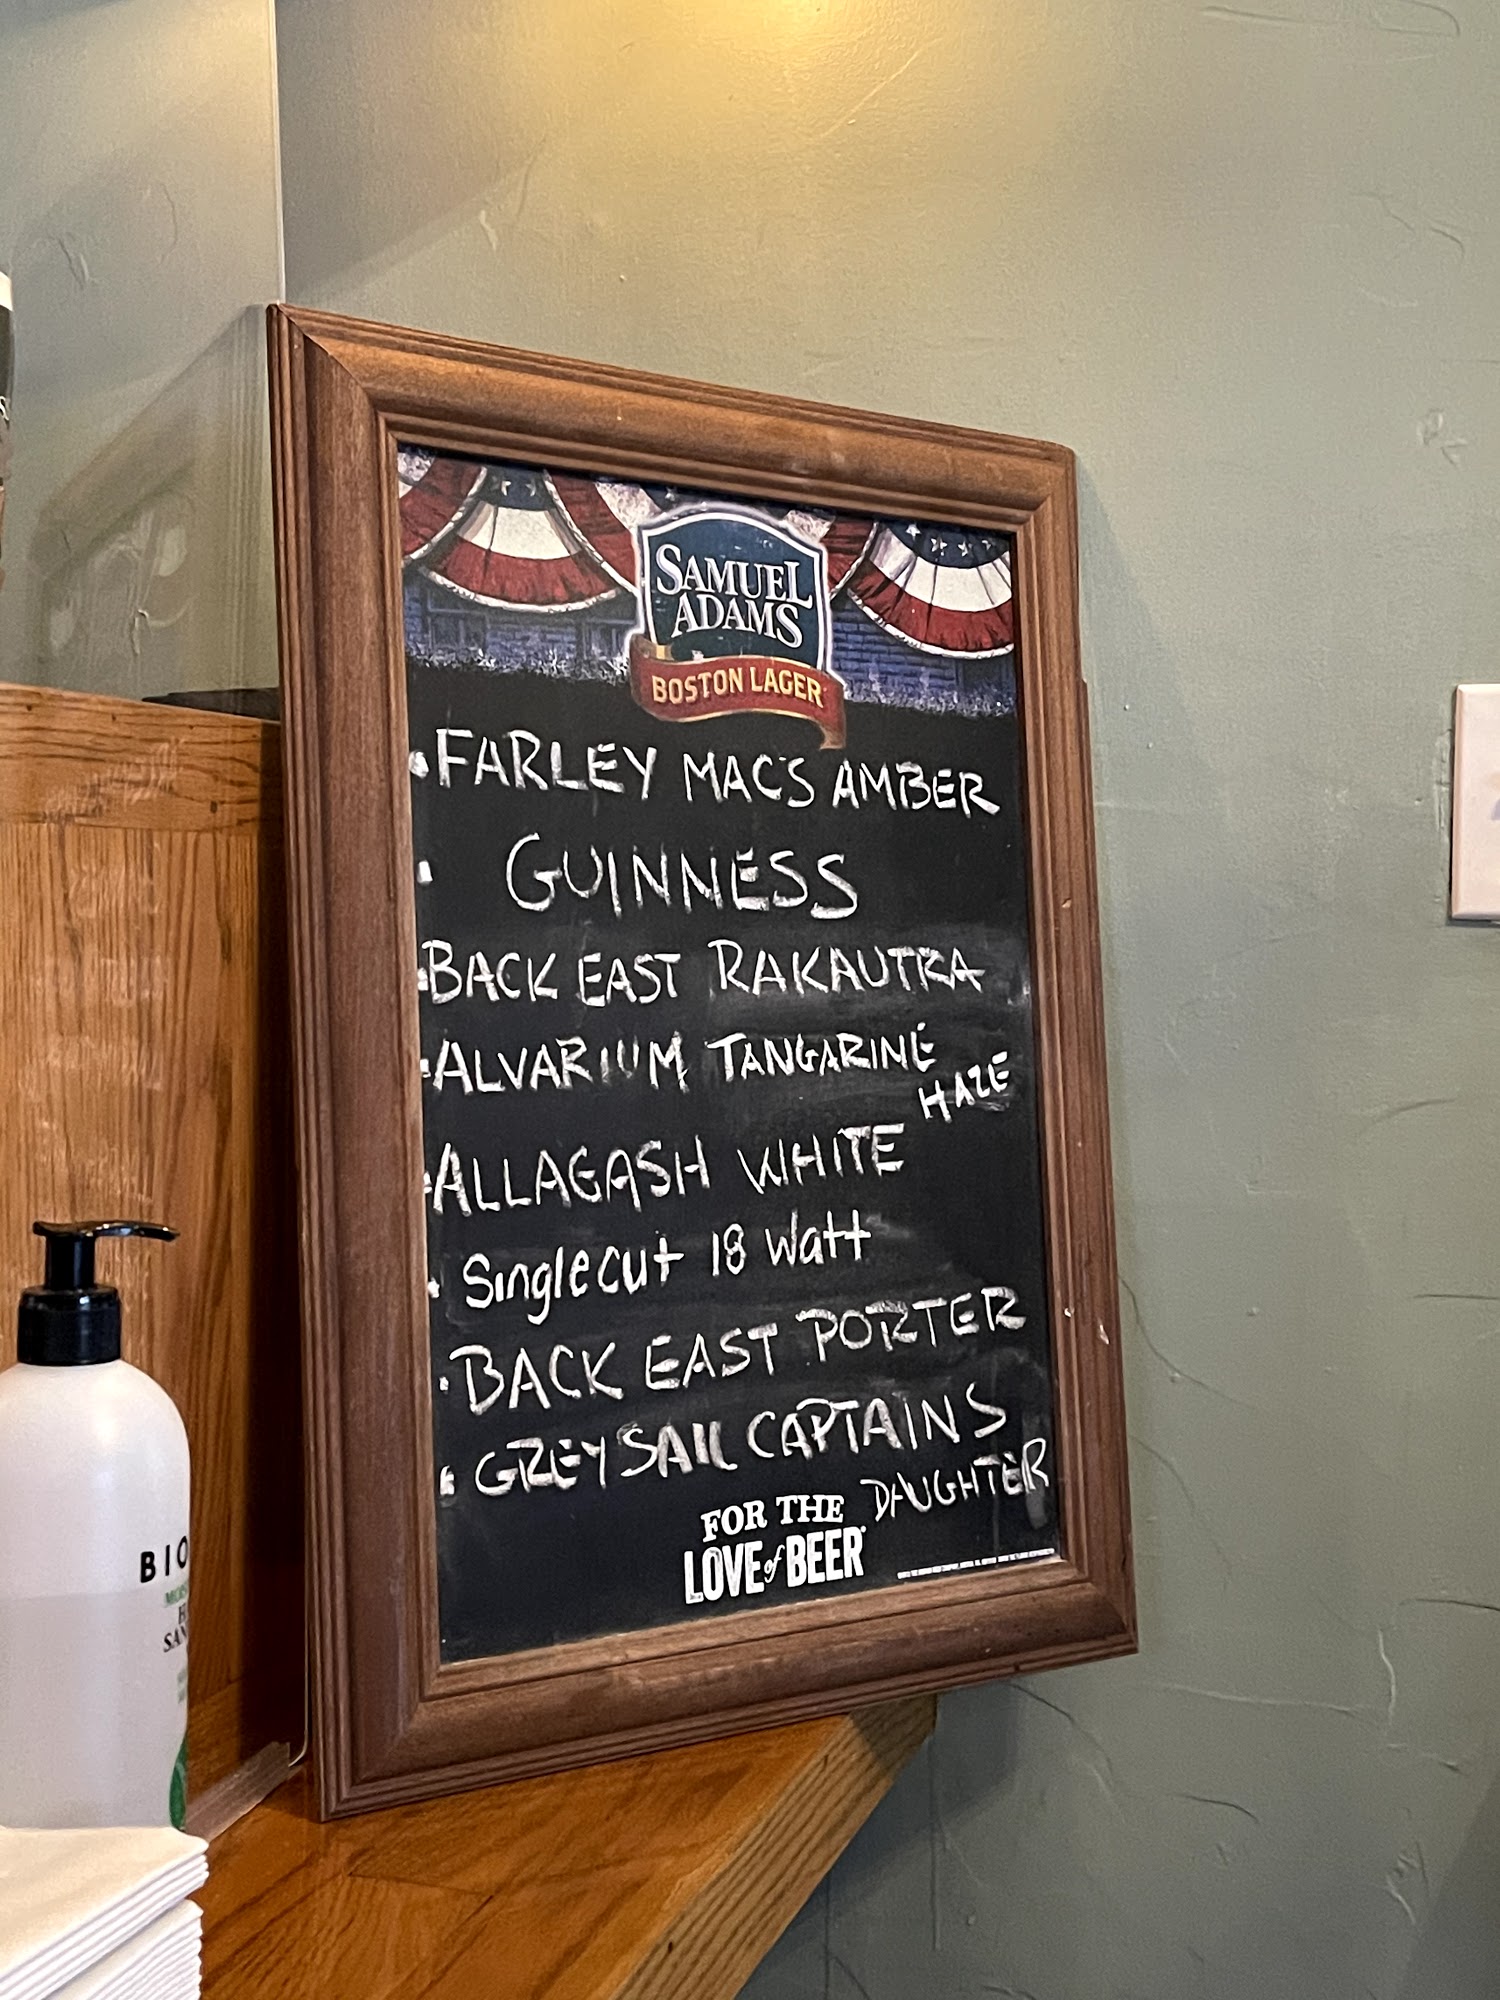 SAMUEL
ADAMS
BOSTON LAGER
• FARLEY MAC'S AMBER
• GUINNESS
• BACK EAST RAKAUTRA
• ALVARIUM TANGARINE
HAZE
• ALLAGASH WHITE
• Singlecut 18 Watt
• BACK EAST PORTER
• GREY SAIL CAPTAINS
DAUGHTER
FOR THE
LOVE of BEER
BIO